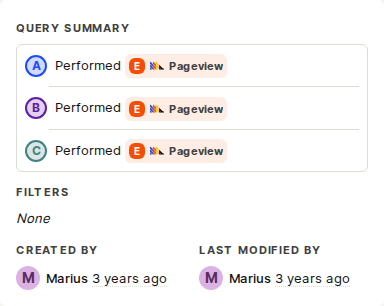 QUERY SUMMARY
A Performed E Pageview
B Performed E Pageview
C Performed E Pageview
FILTERS
None
CREATED BY LAST MODIFIED BY
M Marius 3 years ago M Marius 3 years ago